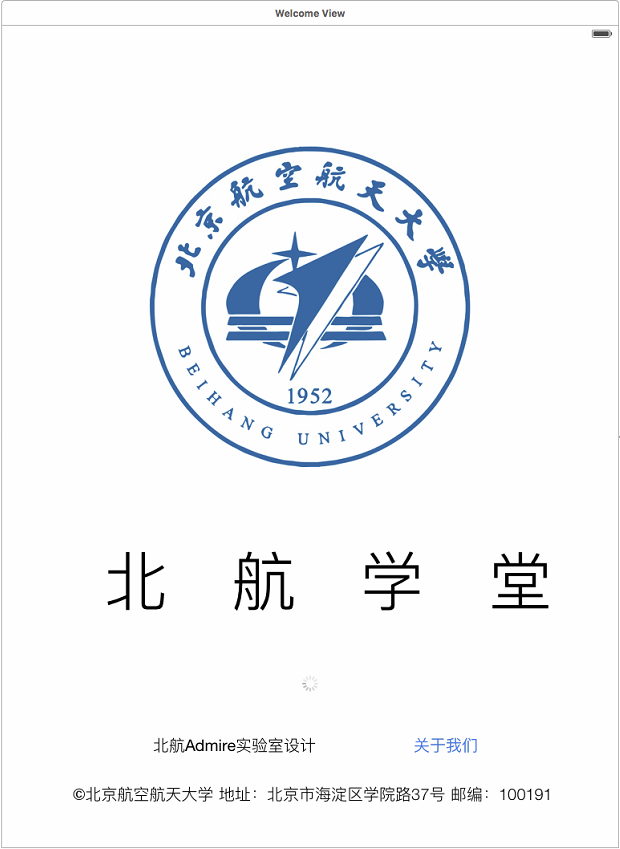 Welcome View
北京航空航天大學
1952
BEIHANG UNIVERSITY
北航学堂
北航Admire实验室设计 关于我们
©北京航空航天大学 地址：北京市海淀区学院路37号 邮编：100191